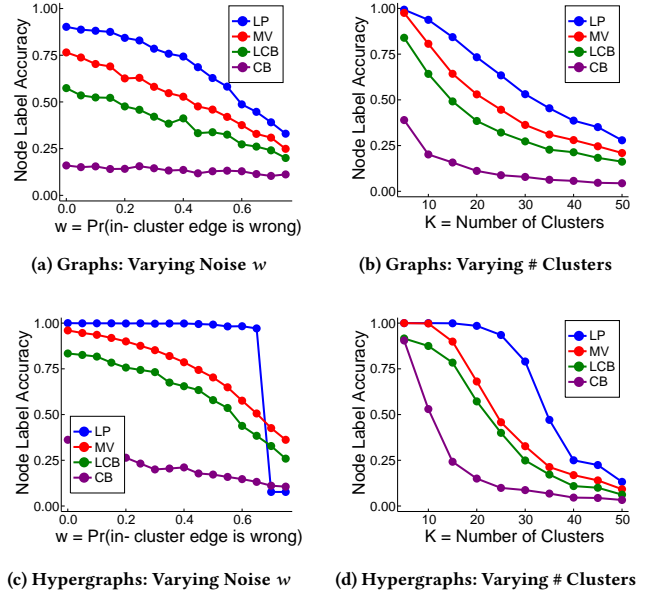 1.00
0.75
0.50
0.25
0.00
Node Label Accuracy
LP
MV
LCB
CB
0.0 0.2 0.4 0.6
w = Pr(in- cluster edge is wrong)
(a) Graphs: Varying Noise w
1.00
0.75
0.50
0.25
0.00
Node Label Accuracy
LP
MV
LCB
CB
10 20 30 40 50
K = Number of Clusters
(b) Graphs: Varying # Clusters
1.00
0.75
0.50
0.25
0.00
Node Label Accuracy
LP
MV
LCB
CB
0.0 0.2 0.4 0.6
w = Pr(in- cluster edge is wrong)
(c) Hypergraphs: Varying Noise w
1.00
0.75
0.50
0.25
0.00
Node Label Accuracy
LP
MV
LCB
CB
10 20 30 40 50
K = Number of Clusters
(d) Hypergraphs: Varying # Clusters